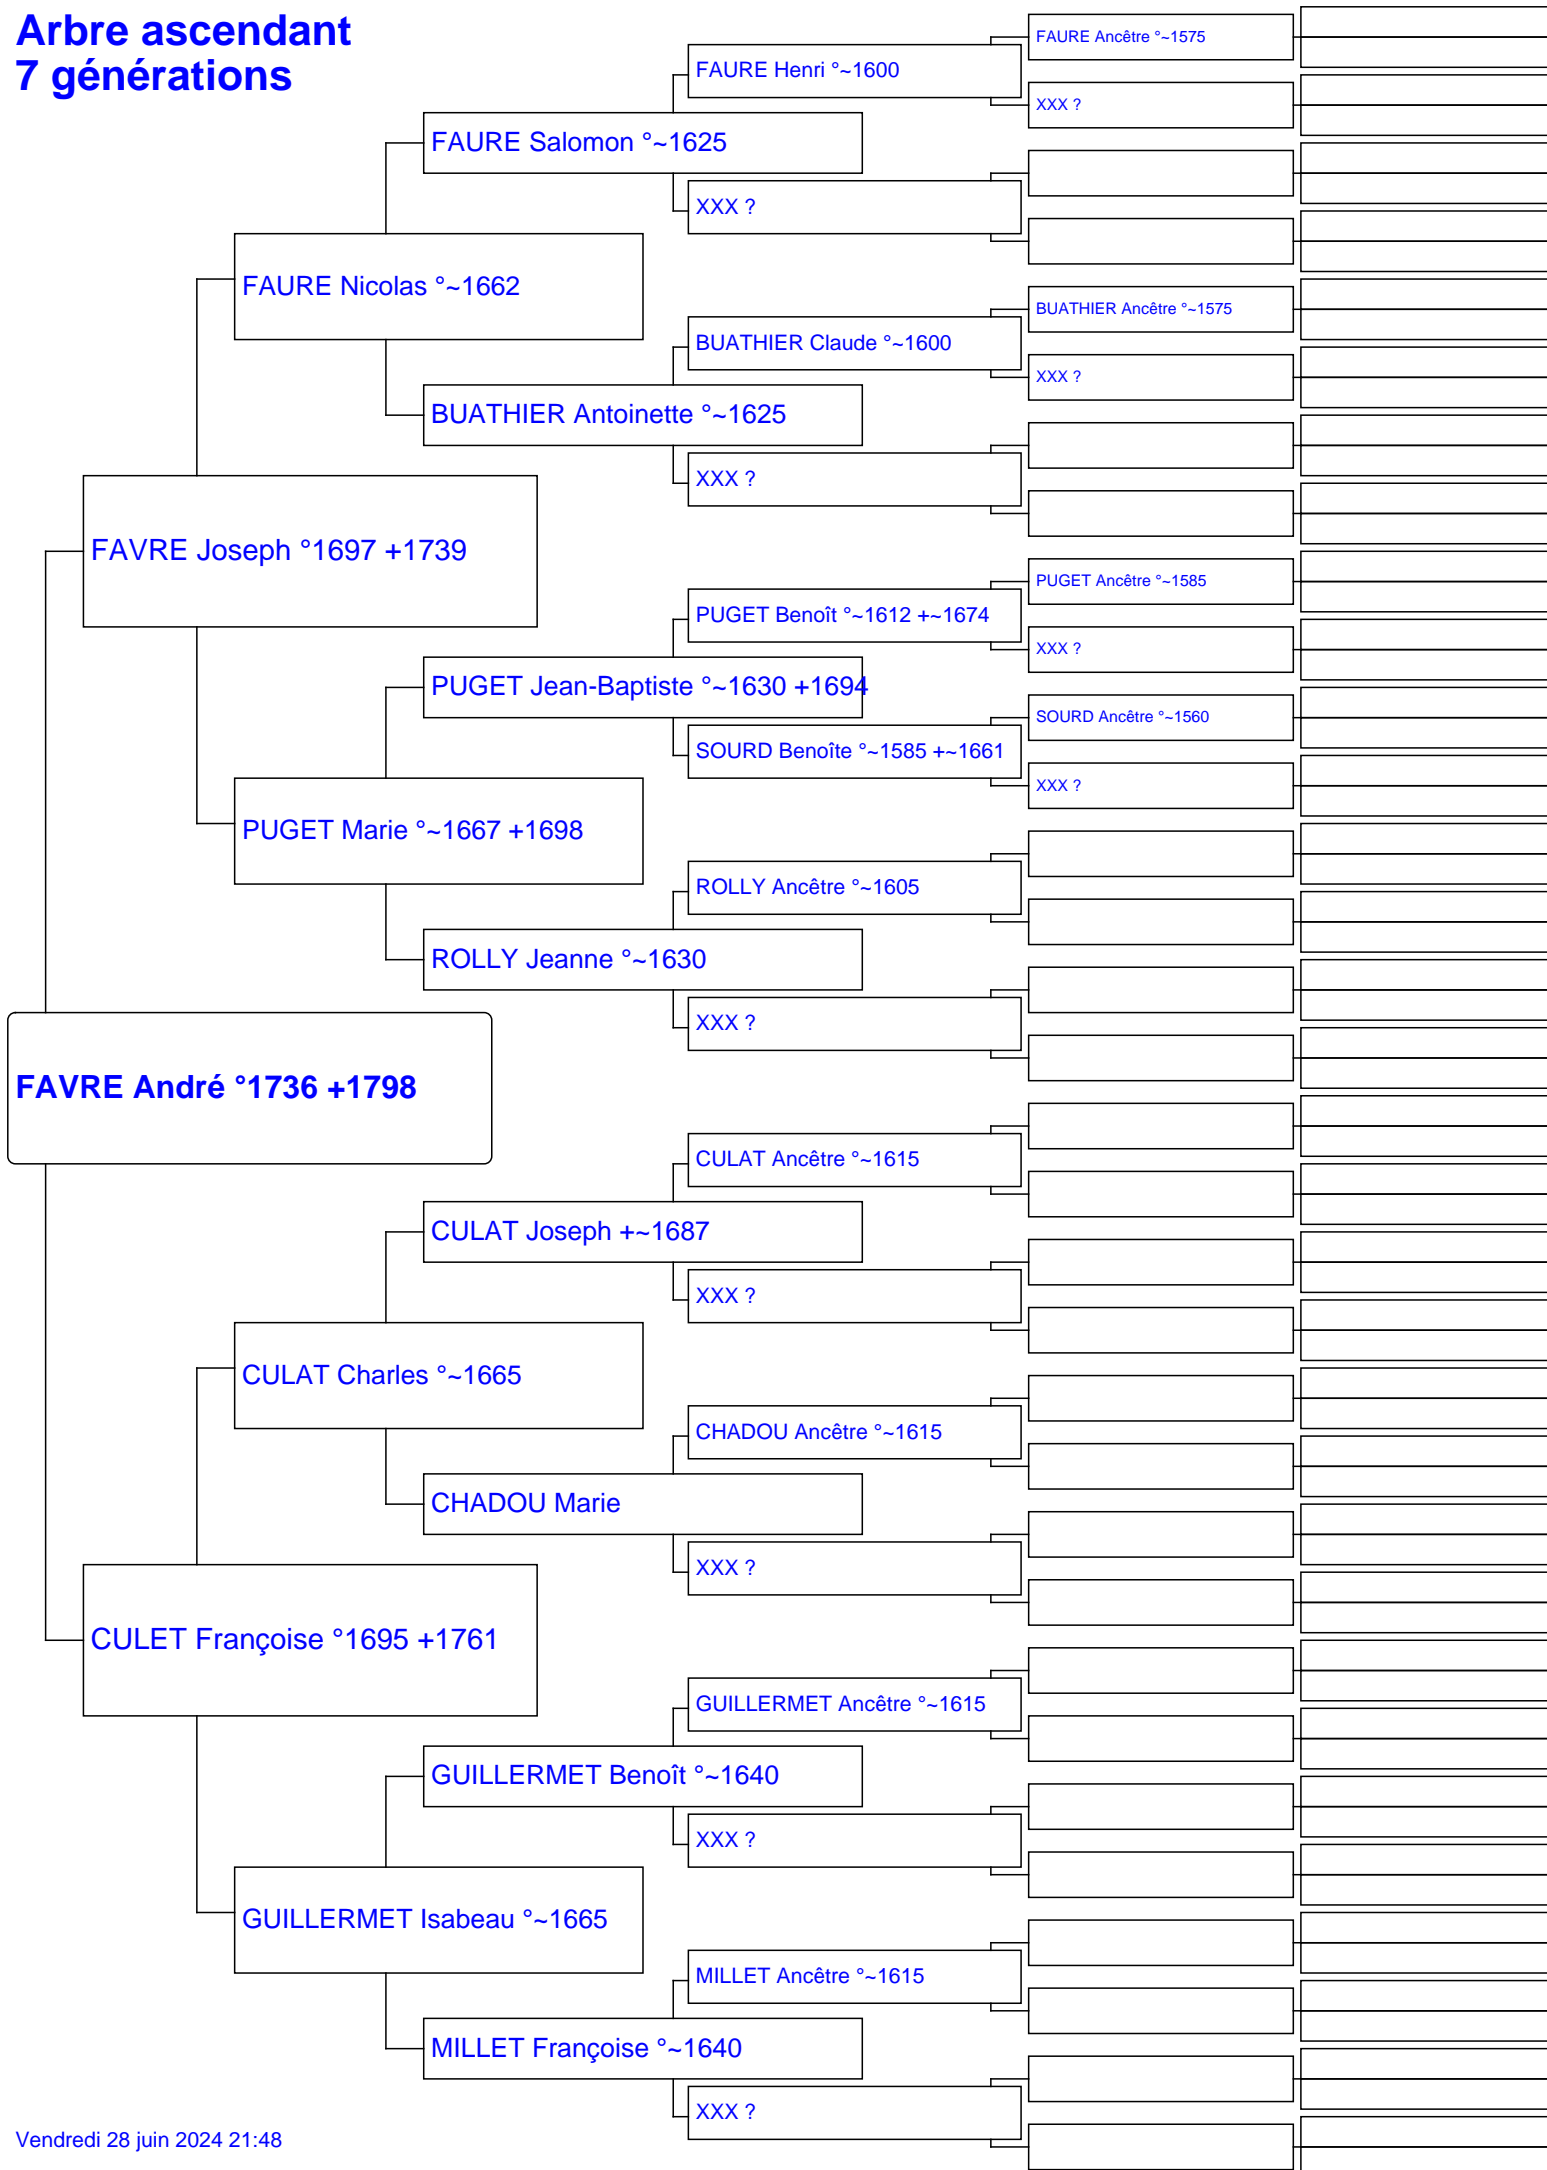 Arbre ascendant
7 générations
FAURE Ancêtre °~1575
FAURE Henri °~1600
XXX ?
FAURE Salomon °~1625
XXX ?
FAURE Nicolas °~1662
BUATHIER Ancêtre °~1575
BUATHIER Claude °~1600
XXX ?
BUATHIER Antoinette °~1625
XXX ?
FAVRE Joseph °1697 +1739
PUGET Ancêtre °~1585
PUGET Benoît °~1612 +~1674
XXX ?
PUGET Jean-Baptiste °~1630 +1694
SOURD Ancêtre °~1560
SOURD Benoîte °~1585 +~1661
XXX ?
PUGET Marie °~1667 +1698
ROLLY Ancêtre °~1605
ROLLY Jeanne °~1630
XXX ?
FAVRE André °1736 +1798
CULAT Ancêtre °~1615
CULAT Joseph +~1687
XXX ?
CULAT Charles °~1665
CHADOU Ancêtre °~1615
CHADOU Marie
XXX ?
CULET Françoise °1695 +1761
GUILLERMET Ancêtre °~1615
GUILLERMET Benoît °~1640
XXX ?
GUILLERMET Isabeau °~1665
MILLET Ancêtre °~1615
MILLET Françoise °~1640
XXX ?
Vendredi 28 juin 2024 21:48